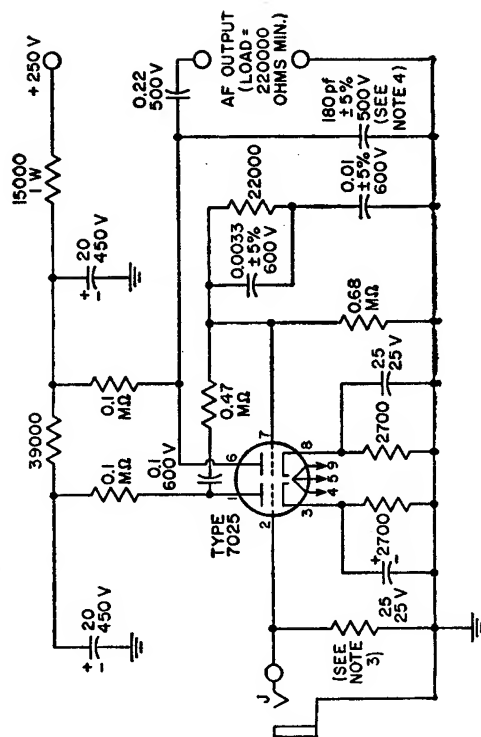 +250 V
15000
1 W
20
450 V
+
-
39000
20
450 V
+
-
0.1
MΩ
0.1
MΩ
0.22
500 V
AF OUTPUT
(LOAD =
220000
OHMS MIN.)
180 pf
±5%
500 V
(SEE
NOTE 4)
22000
0.0033
±5%
600 V
0.01
±5%
600 V
0.47
MΩ
0.68
MΩ
0.1
600 V
TYPE
7025
1
6
2
7
3
8
4 5 9
2700
25
25 V
2700
+
-
25
25 V
J
(SEE
NOTE
3)